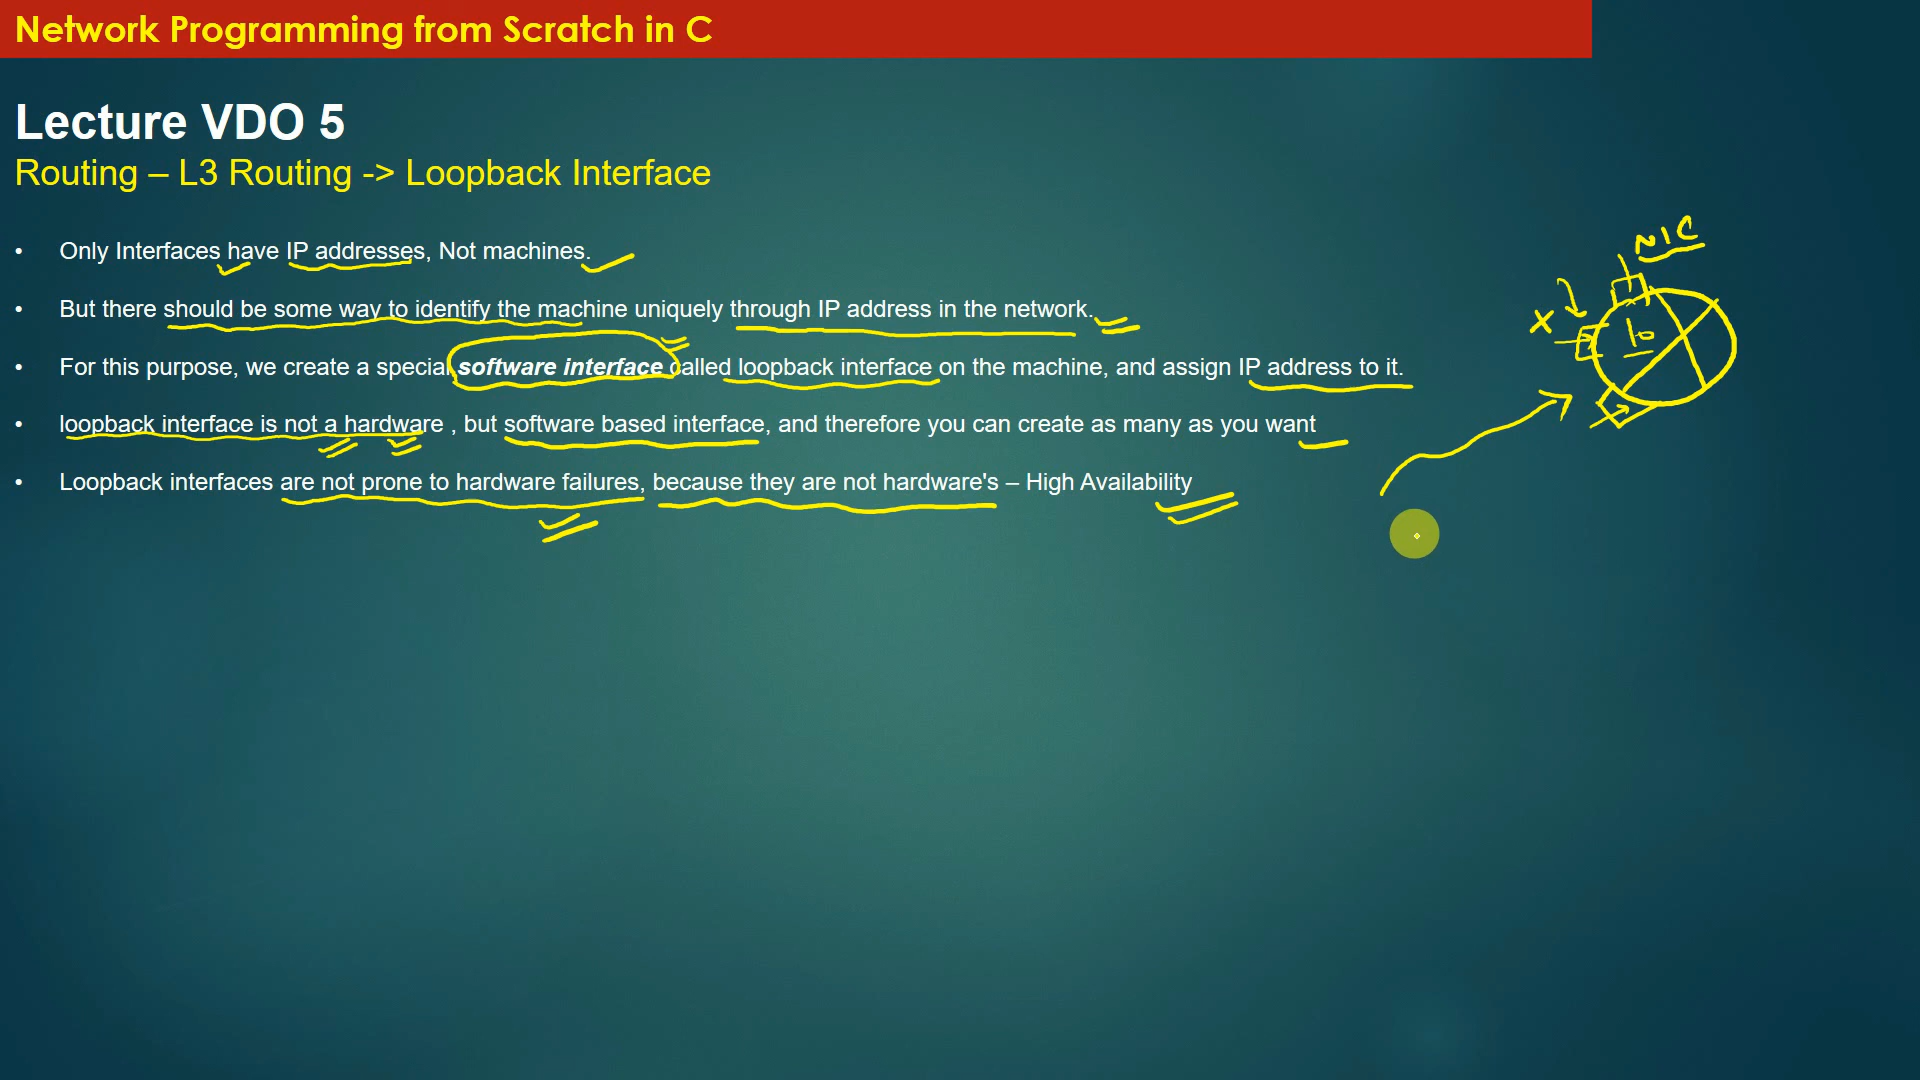 Network Programming from Scratch in C
Lecture VDO 5
Routing – L3 Routing -> Loopback Interface
• Only Interfaces have IP addresses, Not machines.
• But there should be some way to identify the machine uniquely through IP address in the network.
• For this purpose, we create a special software interface called loopback interface on the machine, and assign IP address to it.
• loopback interface is not a hardware , but software based interface, and therefore you can create as many as you want
• Loopback interfaces are not prone to hardware failures, because they are not hardware's – High Availability
NIC
X
lo